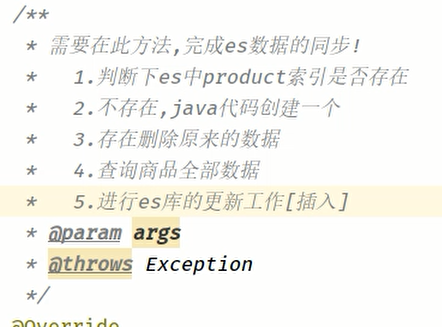 /**
* 需要在此方法,完成es数据的同步!
*   1.判断下es中product索引是否存在
*   2.不存在,java代码创建一个
*   3.存在删除原来的数据
*   4.查询商品全部数据
*   5.进行es库的更新工作[插入]
* @param args
* @throws Exception
*/
@Override